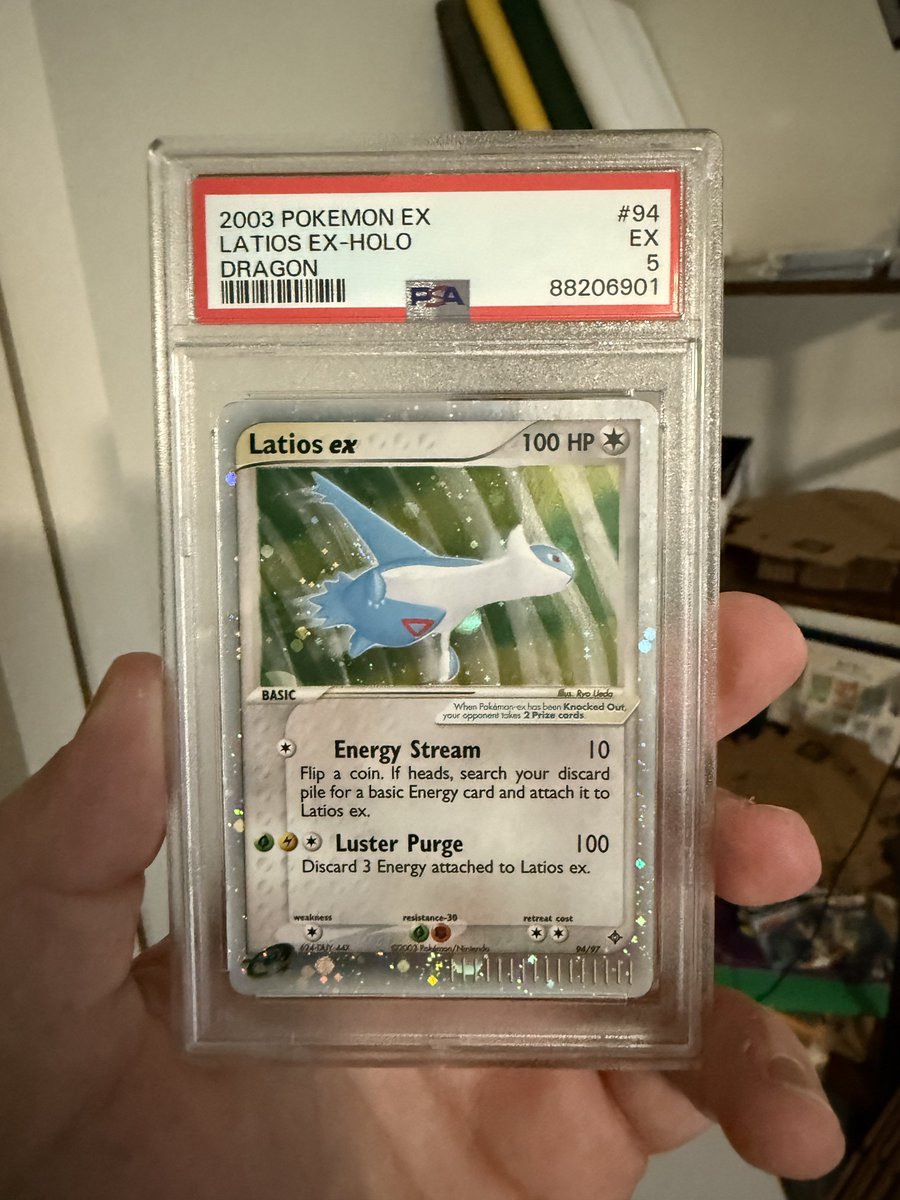 2003 POKEMON EX #94
LATIOS EX-HOLO EX
DRAGON 5
PSA 88206901
Latios ex 100 HP
BASIC Illus. Ryo Ueda
When Pokémon-ex has been Knocked Out,
your opponent takes 2 Prize cards.
Energy Stream 10
Flip a coin. If heads, search your discard
pile for a basic Energy card and attach it to
Latios ex.
Luster Purge 100
Discard 3 Energy attached to Latios ex.
weakness resistance-30 retreat cost
624-DUY 44X ©2003 Pokémon/Nintendo 94/97